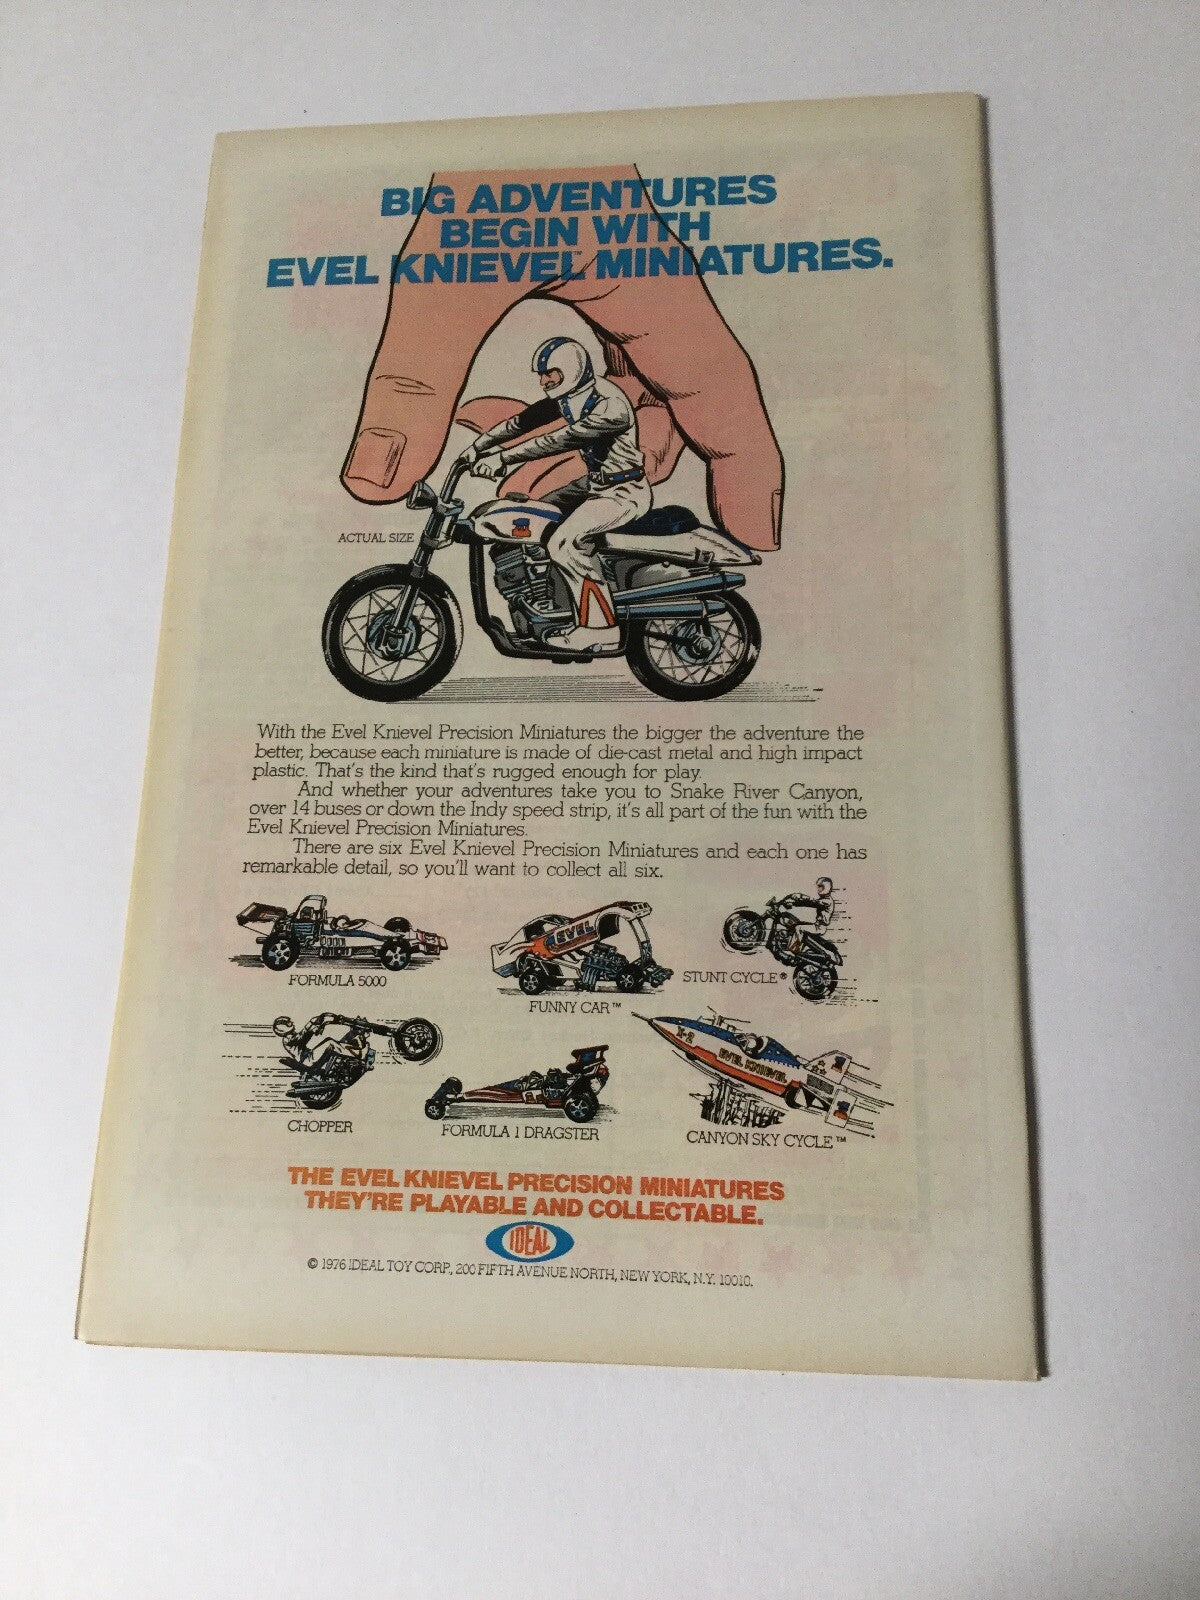 BIG ADVENTURES
BEGIN WITH
EVEL KNIEVEL™ MINIATURES.
ACTUAL SIZE
With the Evel Knievel Precision Miniatures the bigger the adventure the
better, because each miniature is made of die-cast metal and high impact
plastic. That's the kind that's rugged enough for play.
And whether your adventures take you to Snake River Canyon,
over 14 buses or down the Indy speed strip, it's all part of the fun with the
Evel Knievel Precision Miniatures.
There are six Evel Knievel Precision Miniatures and each one has
remarkable detail, so you'll want to collect all six.
EVEL
FORMULA 5000
FUNNY CAR™
STUNT CYCLE®
X-2
EVEL KNIEVEL
CHOPPER
FORMULA 1 DRAGSTER
CANYON SKY CYCLE™
THE EVEL KNIEVEL PRECISION MINIATURES
THEY'RE PLAYABLE AND COLLECTABLE.
IDEAL
© 1976 IDEAL TOY CORP., 200 FIFTH AVENUE NORTH, NEW YORK, N.Y. 10010.